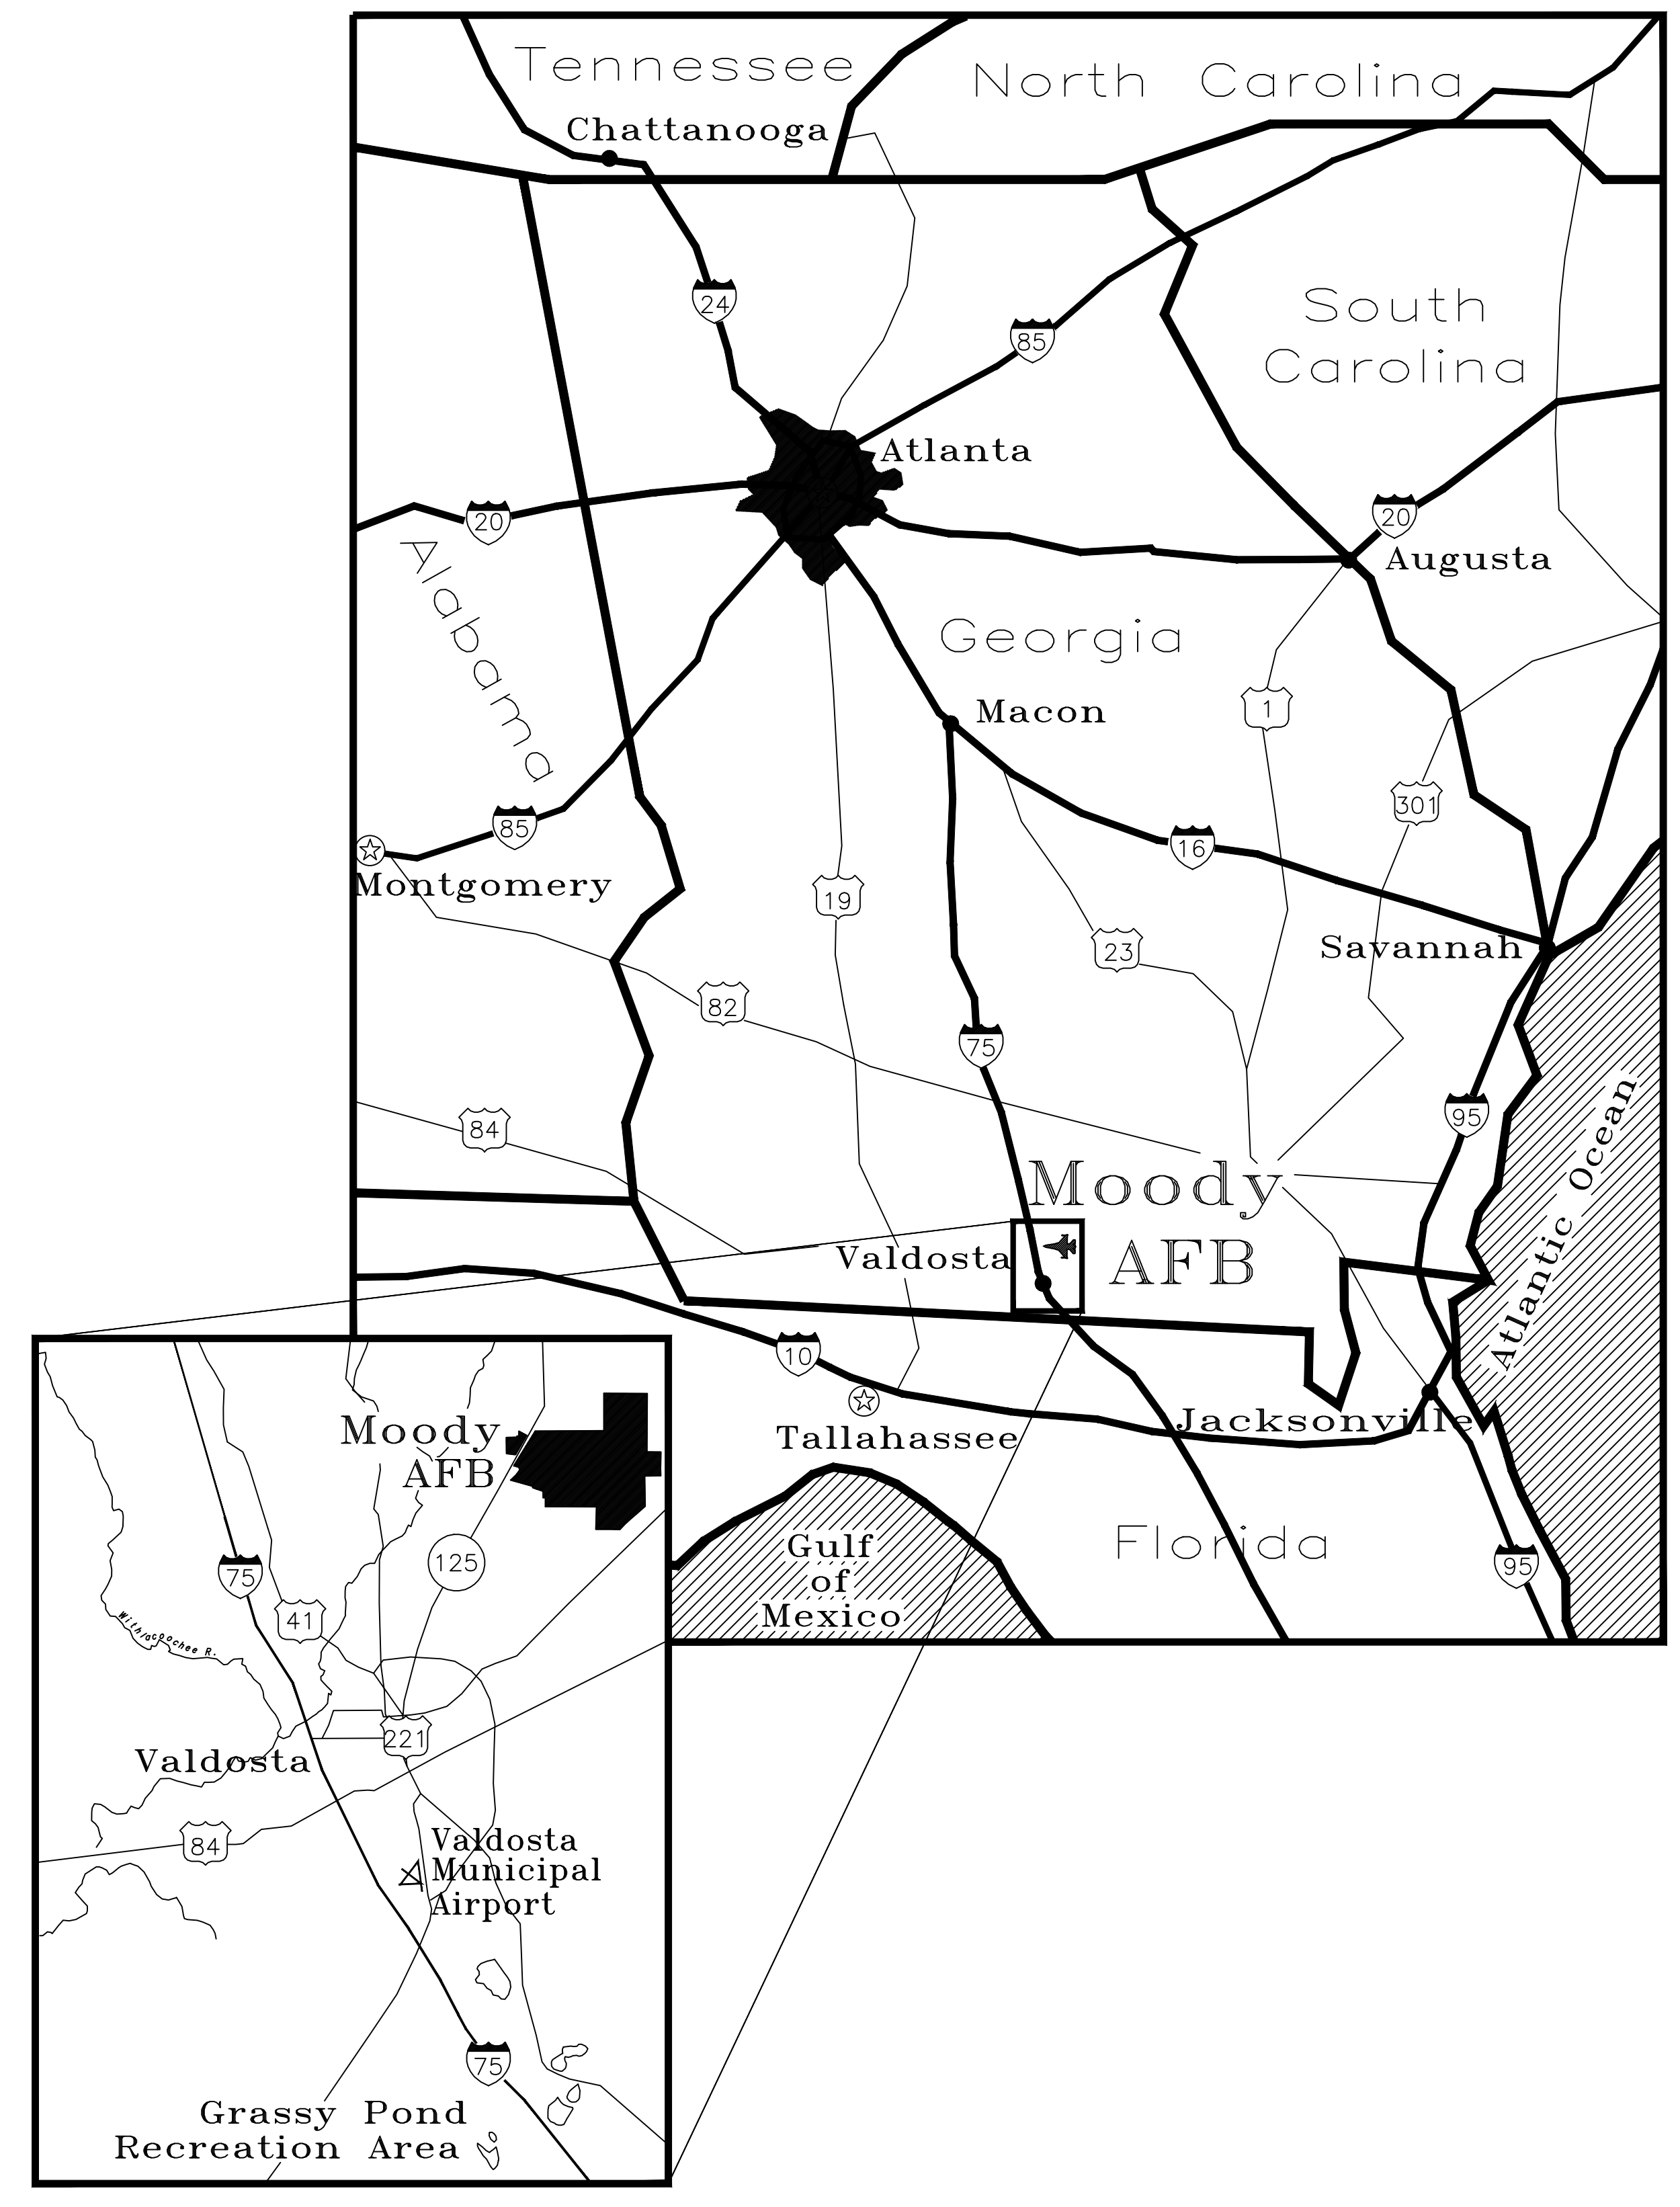 Tennessee
North Carolina
Chattanooga
24
85
South
Carolina
Atlanta
20
20
Augusta
Alabama
Georgia
1
Macon
301
85
16
Montgomery
19
Savannah
23
82
75
95
84
Moody
AFB
Valdosta
Atlantic Ocean
10
Tallahassee
Jacksonville
Florida
95
Gulf
of
Mexico
Moody
AFB
125
75
41
Withlacoochee R.
221
Valdosta
84
Valdosta
Municipal
Airport
75
Grassy Pond
Recreation Area